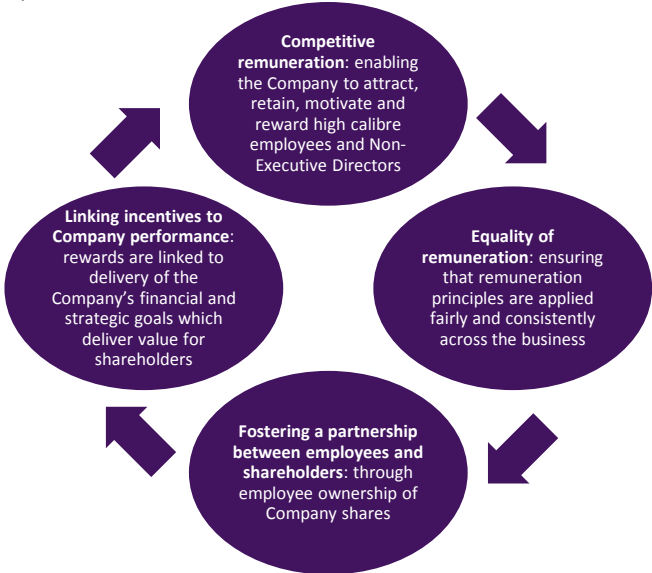 Competitive
remuneration: enabling
the Company to attract,
retain, motivate and
reward high calibre
employees and Non-
Executive Directors
Equality of
remuneration: ensuring
that remuneration
principles are applied
fairly and consistently
across the business
Fostering a partnership
between employees and
shareholders: through
employee ownership of
Company shares
Linking incentives to
Company performance:
rewards are linked to
delivery of the
Company’s financial and
strategic goals which
deliver value for
shareholders